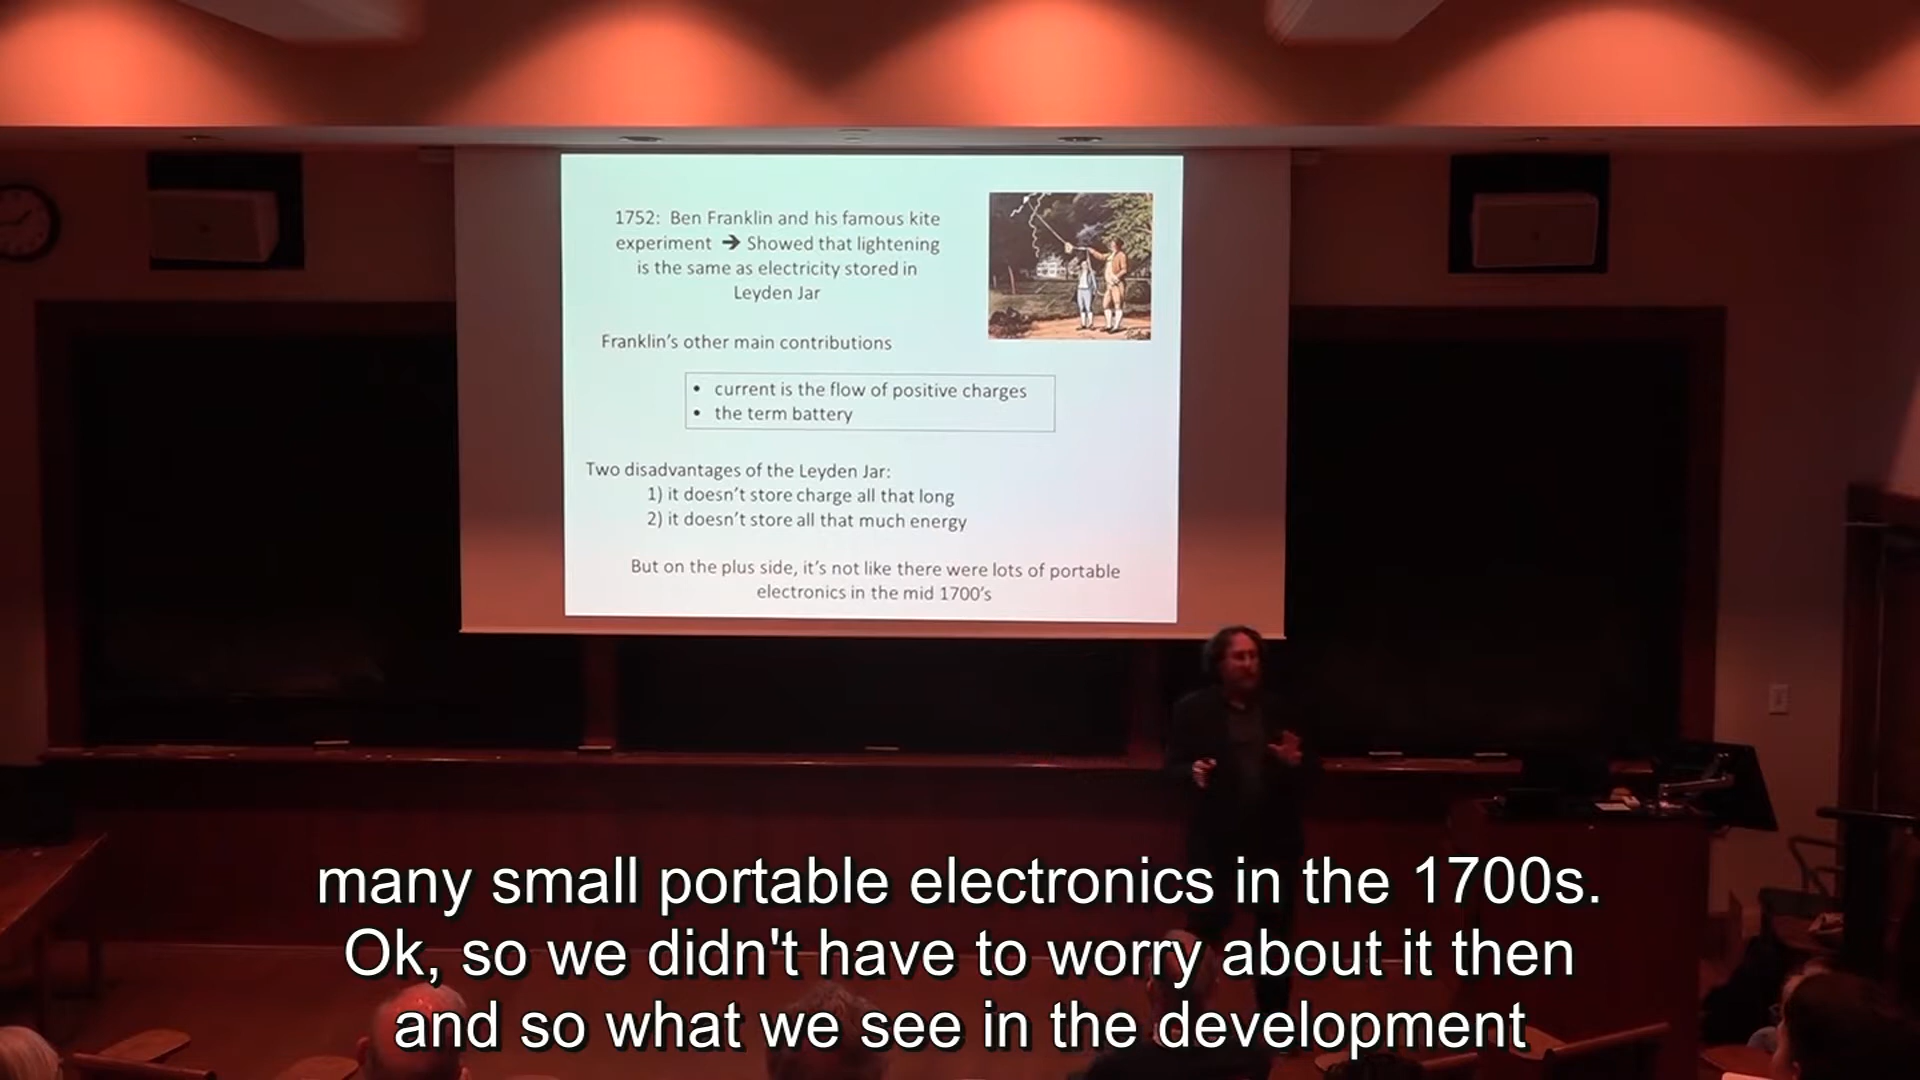 1752: Ben Franklin and his famous kite
experiment ➔ Showed that lightening
is the same as electricity stored in
Leyden Jar
Franklin's other main contributions
• current is the flow of positive charges
• the term battery
Two disadvantages of the Leyden Jar:
1) it doesn't store charge all that long
2) it doesn't store all that much energy
But on the plus side, it's not like there were lots of portable
electronics in the mid 1700's
many small portable electronics in the 1700s.
Ok, so we didn't have to worry about it then
and so what we see in the development